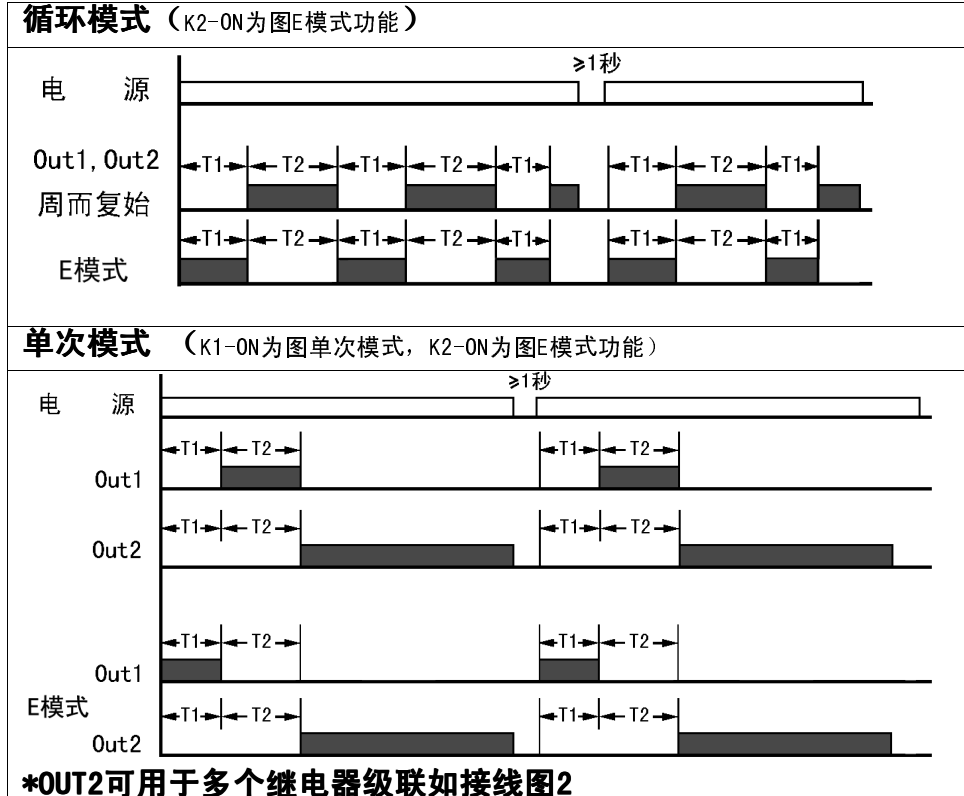 循环模式（K2-ON为图E模式功能）
≥1秒
电 源
Out1,Out2 T1 T2 T1 T2 T1 T1 T2 T1
周而复始
T1 T2 T1 T2 T1 T1 T2 T1
E模式
单次模式 （K1-ON为图单次模式，K2-ON为图E模式功能）
≥1秒
电 源
T1 T2 T1 T2
Out1
T1 T2 T1 T2
Out2
T1 T2 T1 T2
Out1
E模式
T1 T2 T1 T2
Out2
*OUT2可用于多个继电器级联如接线图2